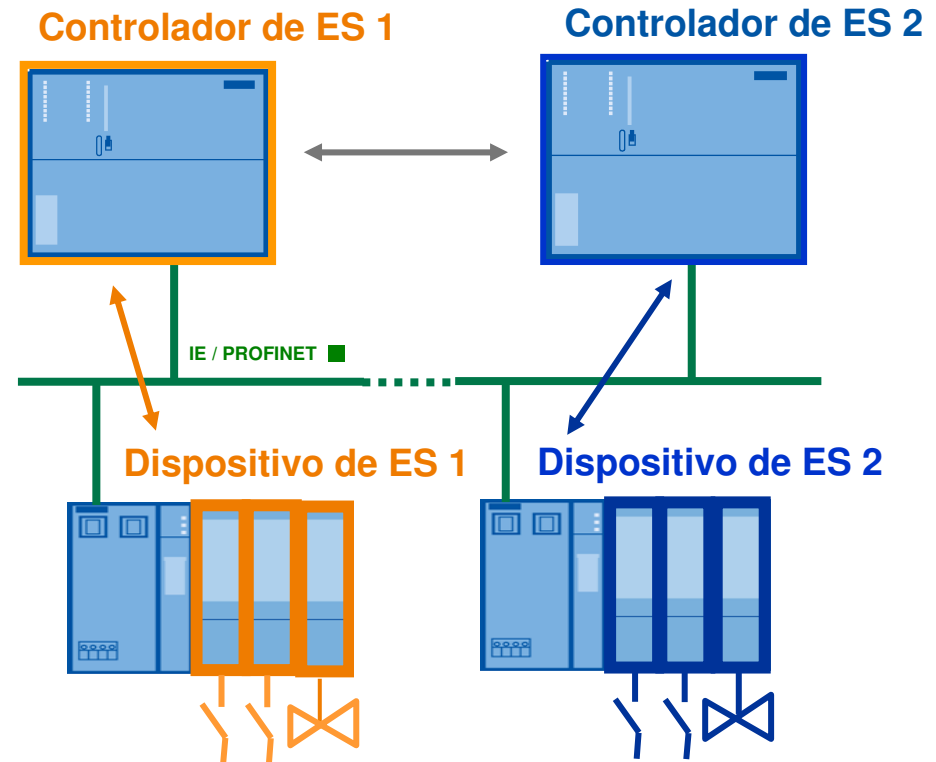 Controlador de ES 1
Controlador de ES 2
IE / PROFINET
Dispositivo de ES 1
Dispositivo de ES 2